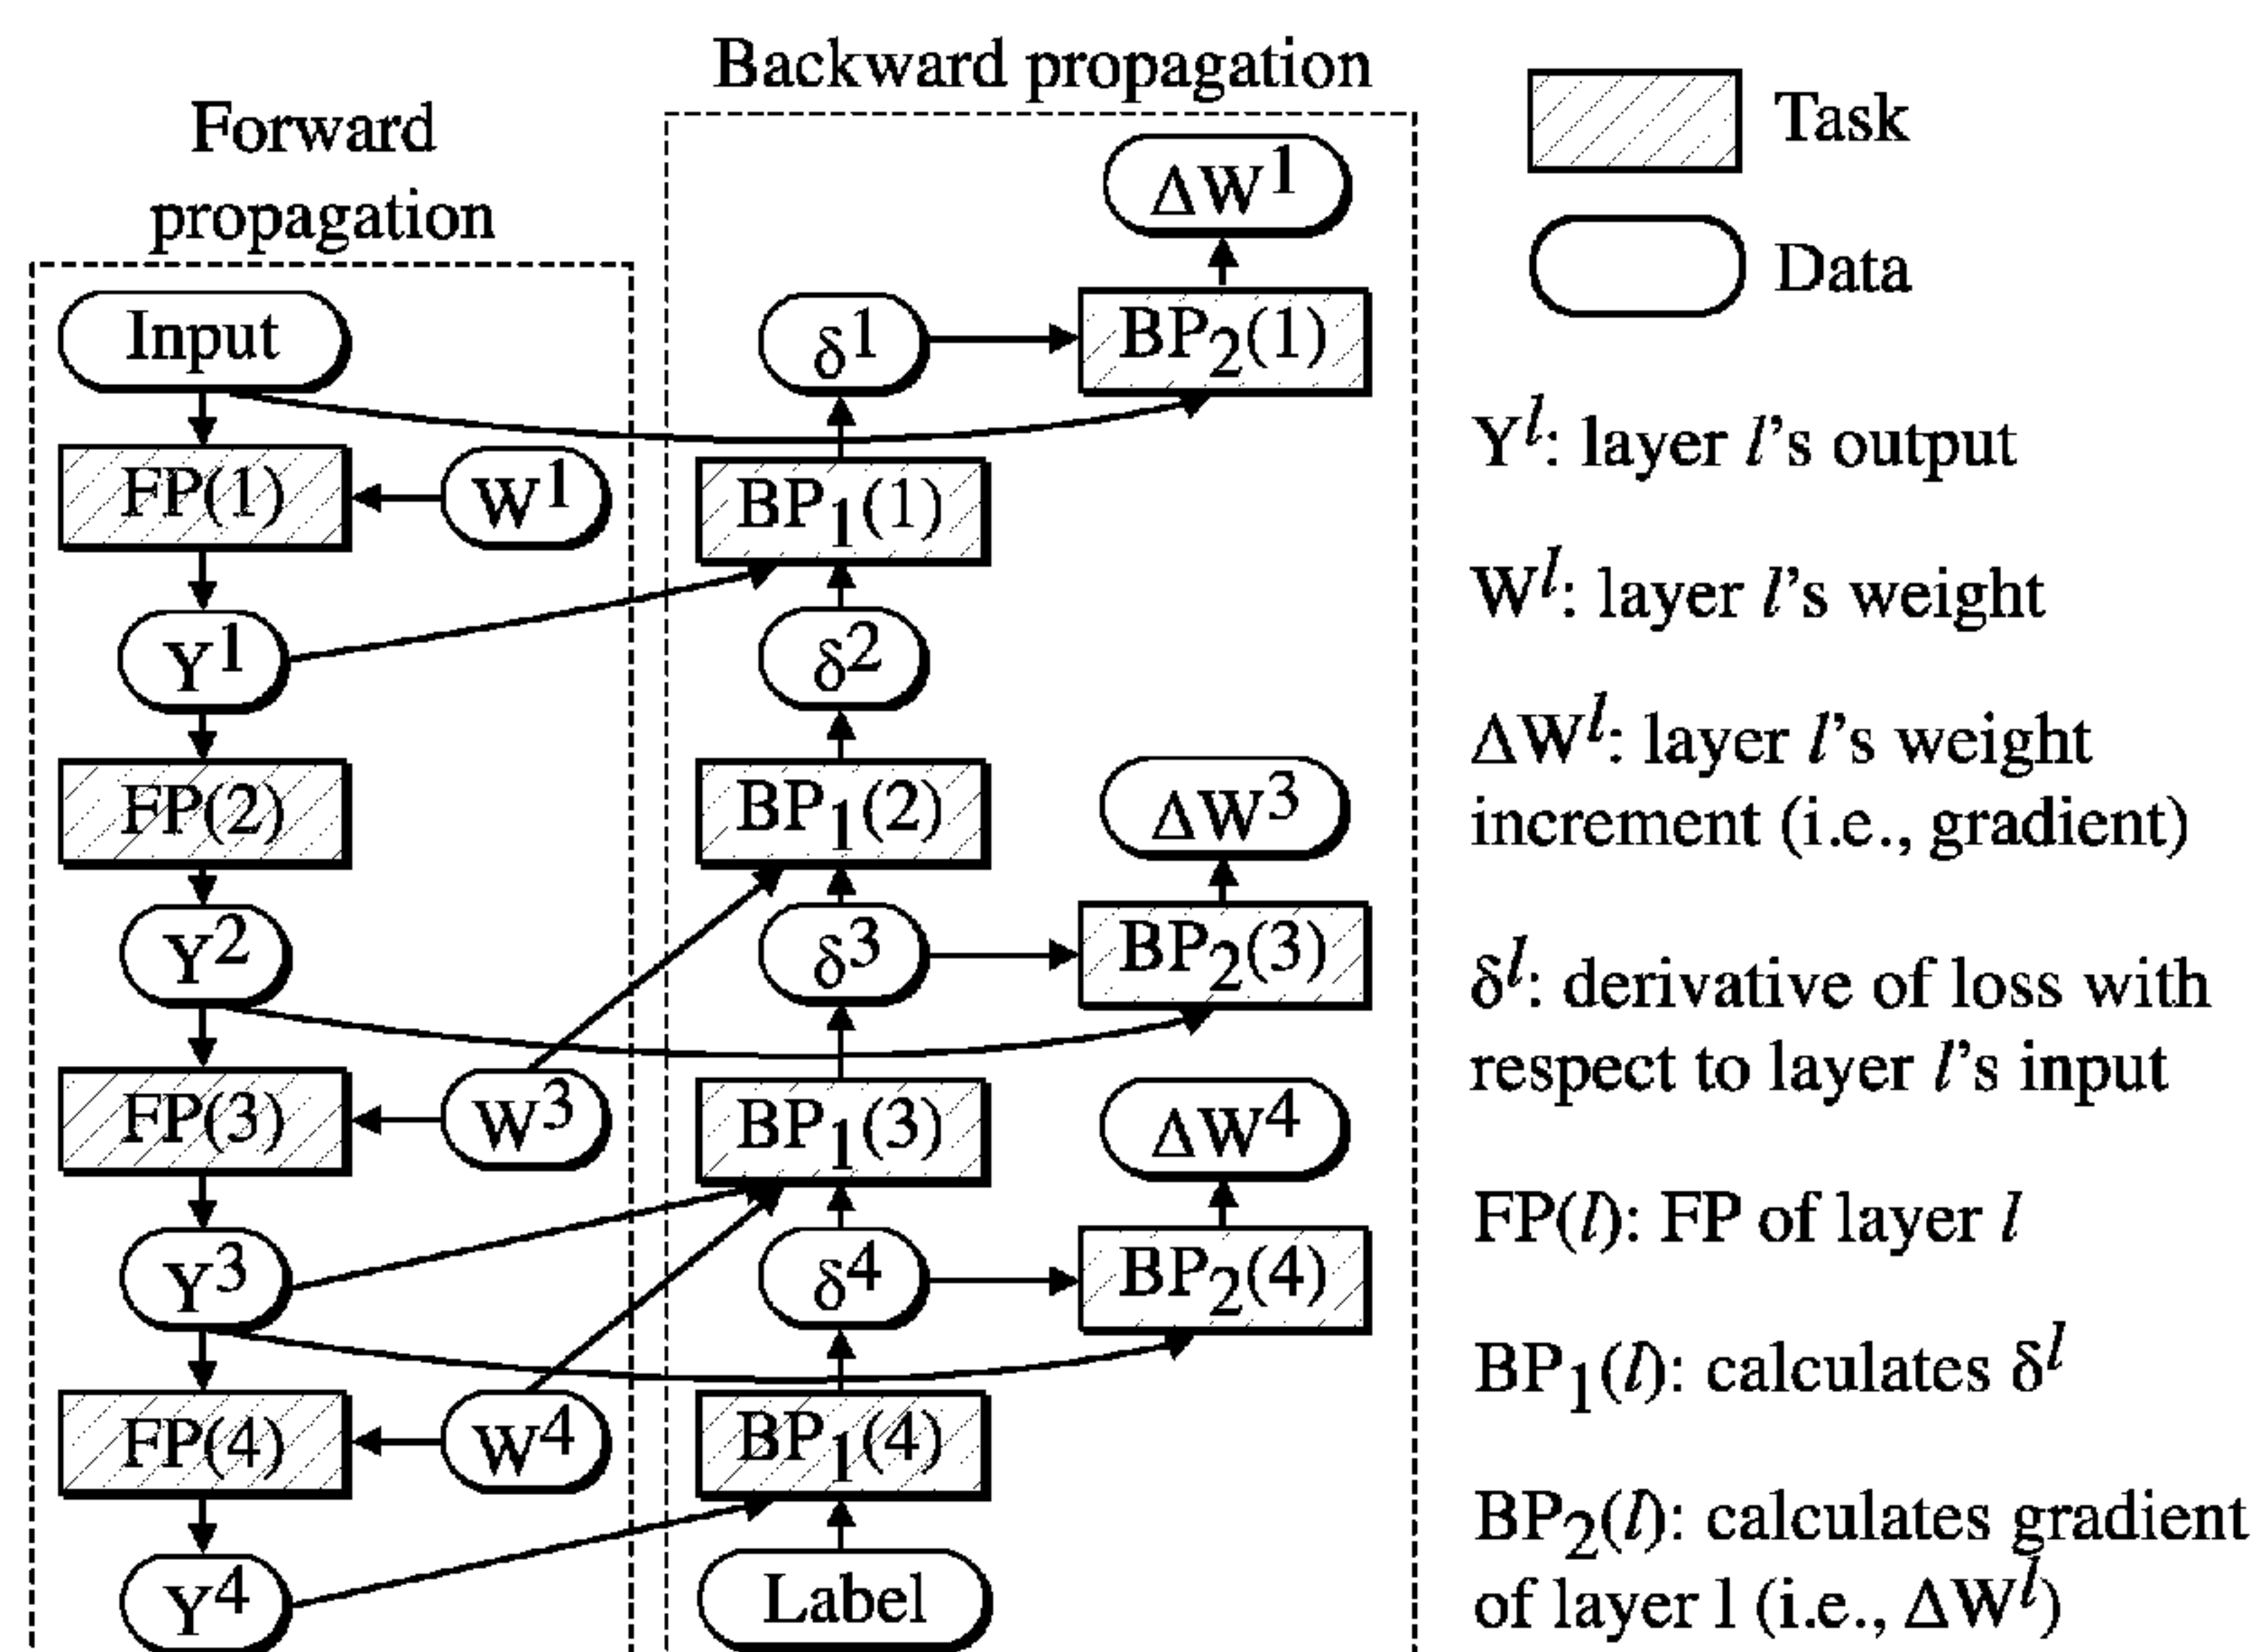 Forward
propagation
Input
FP(1)
W1
Y1
FP(2)
Y2
FP(3)
W3
Y3
FP(4)
W4
Y4
Backward propagation
ΔW1
δ1
BP2(1)
BP1(1)
δ2
BP1(2)
ΔW3
δ3
BP2(3)
BP1(3)
ΔW4
δ4
BP2(4)
BP1(4)
Label
Task
Data
Yl: layer l's output
Wl: layer l's weight
ΔWl: layer l's weight
increment (i.e., gradient)
δl: derivative of loss with
respect to layer l's input
FP(l): FP of layer l
BP1(l): calculates δl
BP2(l): calculates gradient
of layer l (i.e., ΔWl)